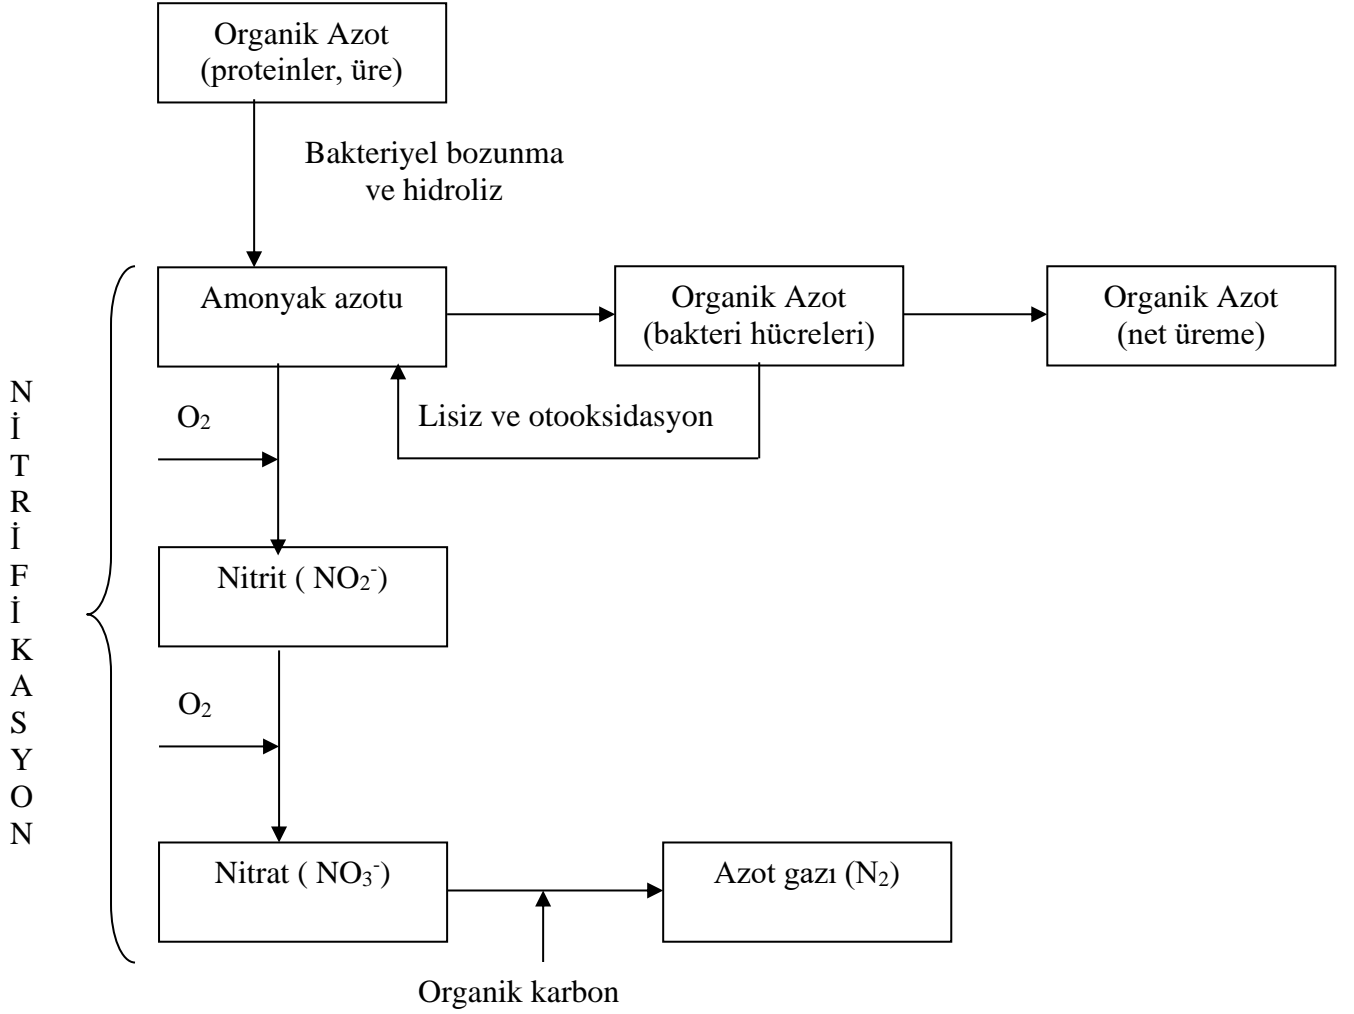 Organik Azot
(proteinler, üre)
Bakteriyel bozunma
ve hidroliz
Amonyak azotu
Organik Azot
(bakteri hücreleri)
Organik Azot
(net üreme)
N
İ
T
R
İ
F
İ
K
A
S
Y
O
N
O₂
Lisiz ve otooksidasyon
Nitrit ( NO₂⁻)
O₂
Nitrat ( NO₃⁻)
Azot gazı (N₂)
Organik karbon